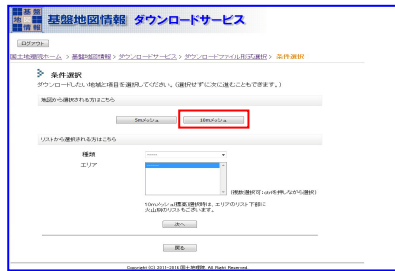 基盤地図情報
基盤地図情報 ダウンロードサービス
ログアウト
国土地理院ホーム > 基盤地図情報 > ダウンロードサービス > ダウンロードファイル形式選択 > 条件選択
条件選択
ダウンロードしたい地域と項目を選択してください。(選択せずに次に進むこともできます。)
地図から選択される方はこちら
5mメッシュ 10mメッシュ
リストから選択される方はこちら
種類 -----
エリア -----
(複数選択可:ctrlを押しながら選択)
10mメッシュ(標高)選択時は、エリアのリスト下部に
火山別のリストもございます。
次へ
戻る
Copyright (C) 2011-2016 国土地理院. All Right Reserved.